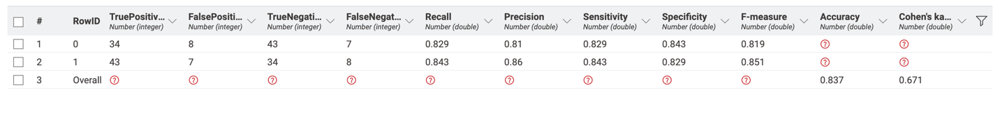 # RowID TruePositiv... FalsePositi... TrueNegati... FalseNegat... Recall Precision Sensitivity Specificity F-measure Accuracy Cohen's ka...
Number (integer) Number (integer) Number (integer) Number (integer) Number (double) Number (double) Number (double) Number (double) Number (double) Number (double) Number (double)
1 0 34 8 43 7 0.829 0.81 0.829 0.843 0.819 ? ?
2 1 43 7 34 8 0.843 0.86 0.843 0.829 0.851 ? ?
3 Overall ? ? ? ? ? ? ? ? ? 0.837 0.671